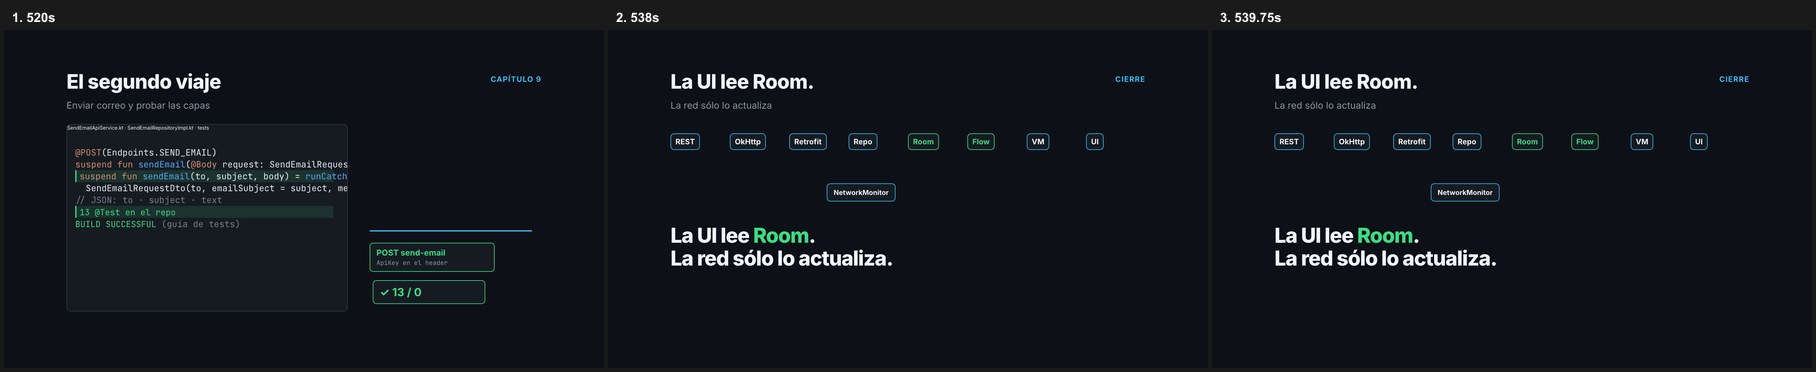 1. 520s
El segundo viaje
CAPÍTULO 9
Enviar correo y probar las capas
SendEmailApiService.kt · SendEmailRepositoryImpl.kt · tests
@POST(Endpoints.SEND_EMAIL)
suspend fun sendEmail(@Body request: SendEmailReques
suspend fun sendEmail(to, subject, body) = runCatch
SendEmailRequestDto(to, emailSubject = subject, me
// JSON: to · subject · text
13 @Test en el repo
BUILD SUCCESSFUL (guia de tests)
POST send-email
ApiKey en el header
✓ 13 / 0
2. 538s
La UI lee Room.
CIERRE
La red sólo lo actualiza
REST OkHttp Retrofit Repo Room Flow VM UI
NetworkMonitor
La UI lee Room.
La red sólo lo actualiza.
3. 539.75s
La UI lee Room.
CIERRE
La red sólo lo actualiza
REST OkHttp Retrofit Repo Room Flow VM UI
NetworkMonitor
La UI lee Room.
La red sólo lo actualiza.